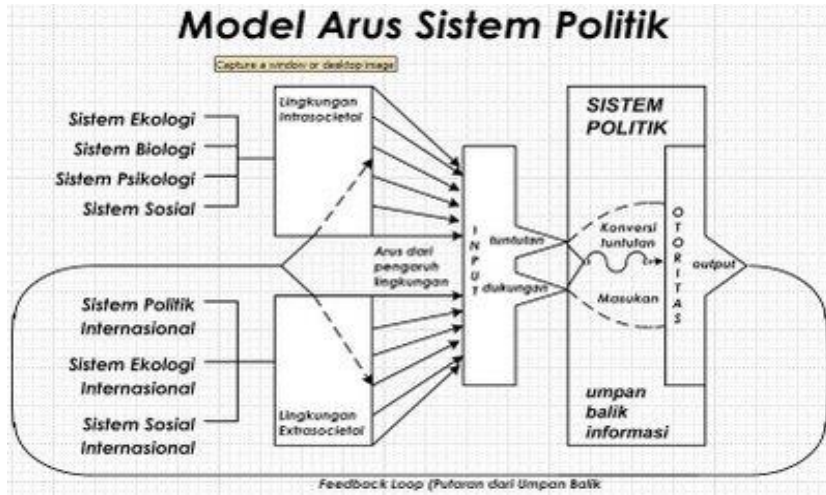 Model Arus Sistem Politik
Capture a window or desktop image
Sistem Ekologi
Sistem Biologi
Sistem Psikologi
Sistem Sosial
Lingkungan
Intrasocietal
Arus dari
pengaruh
lingkungan
Sistem Politik
Internasional
Sistem Ekologi
Internasional
Sistem Sosial
Internasional
Lingkungan
Extrasocietal
INPUT
tuntutan
dukungan
SISTEM
POLITIK
Konversi
tuntutan
Masukan
OTORITAS
output
umpan
balik
informasi
Feedback Loop (Putaran dari Umpan Balik